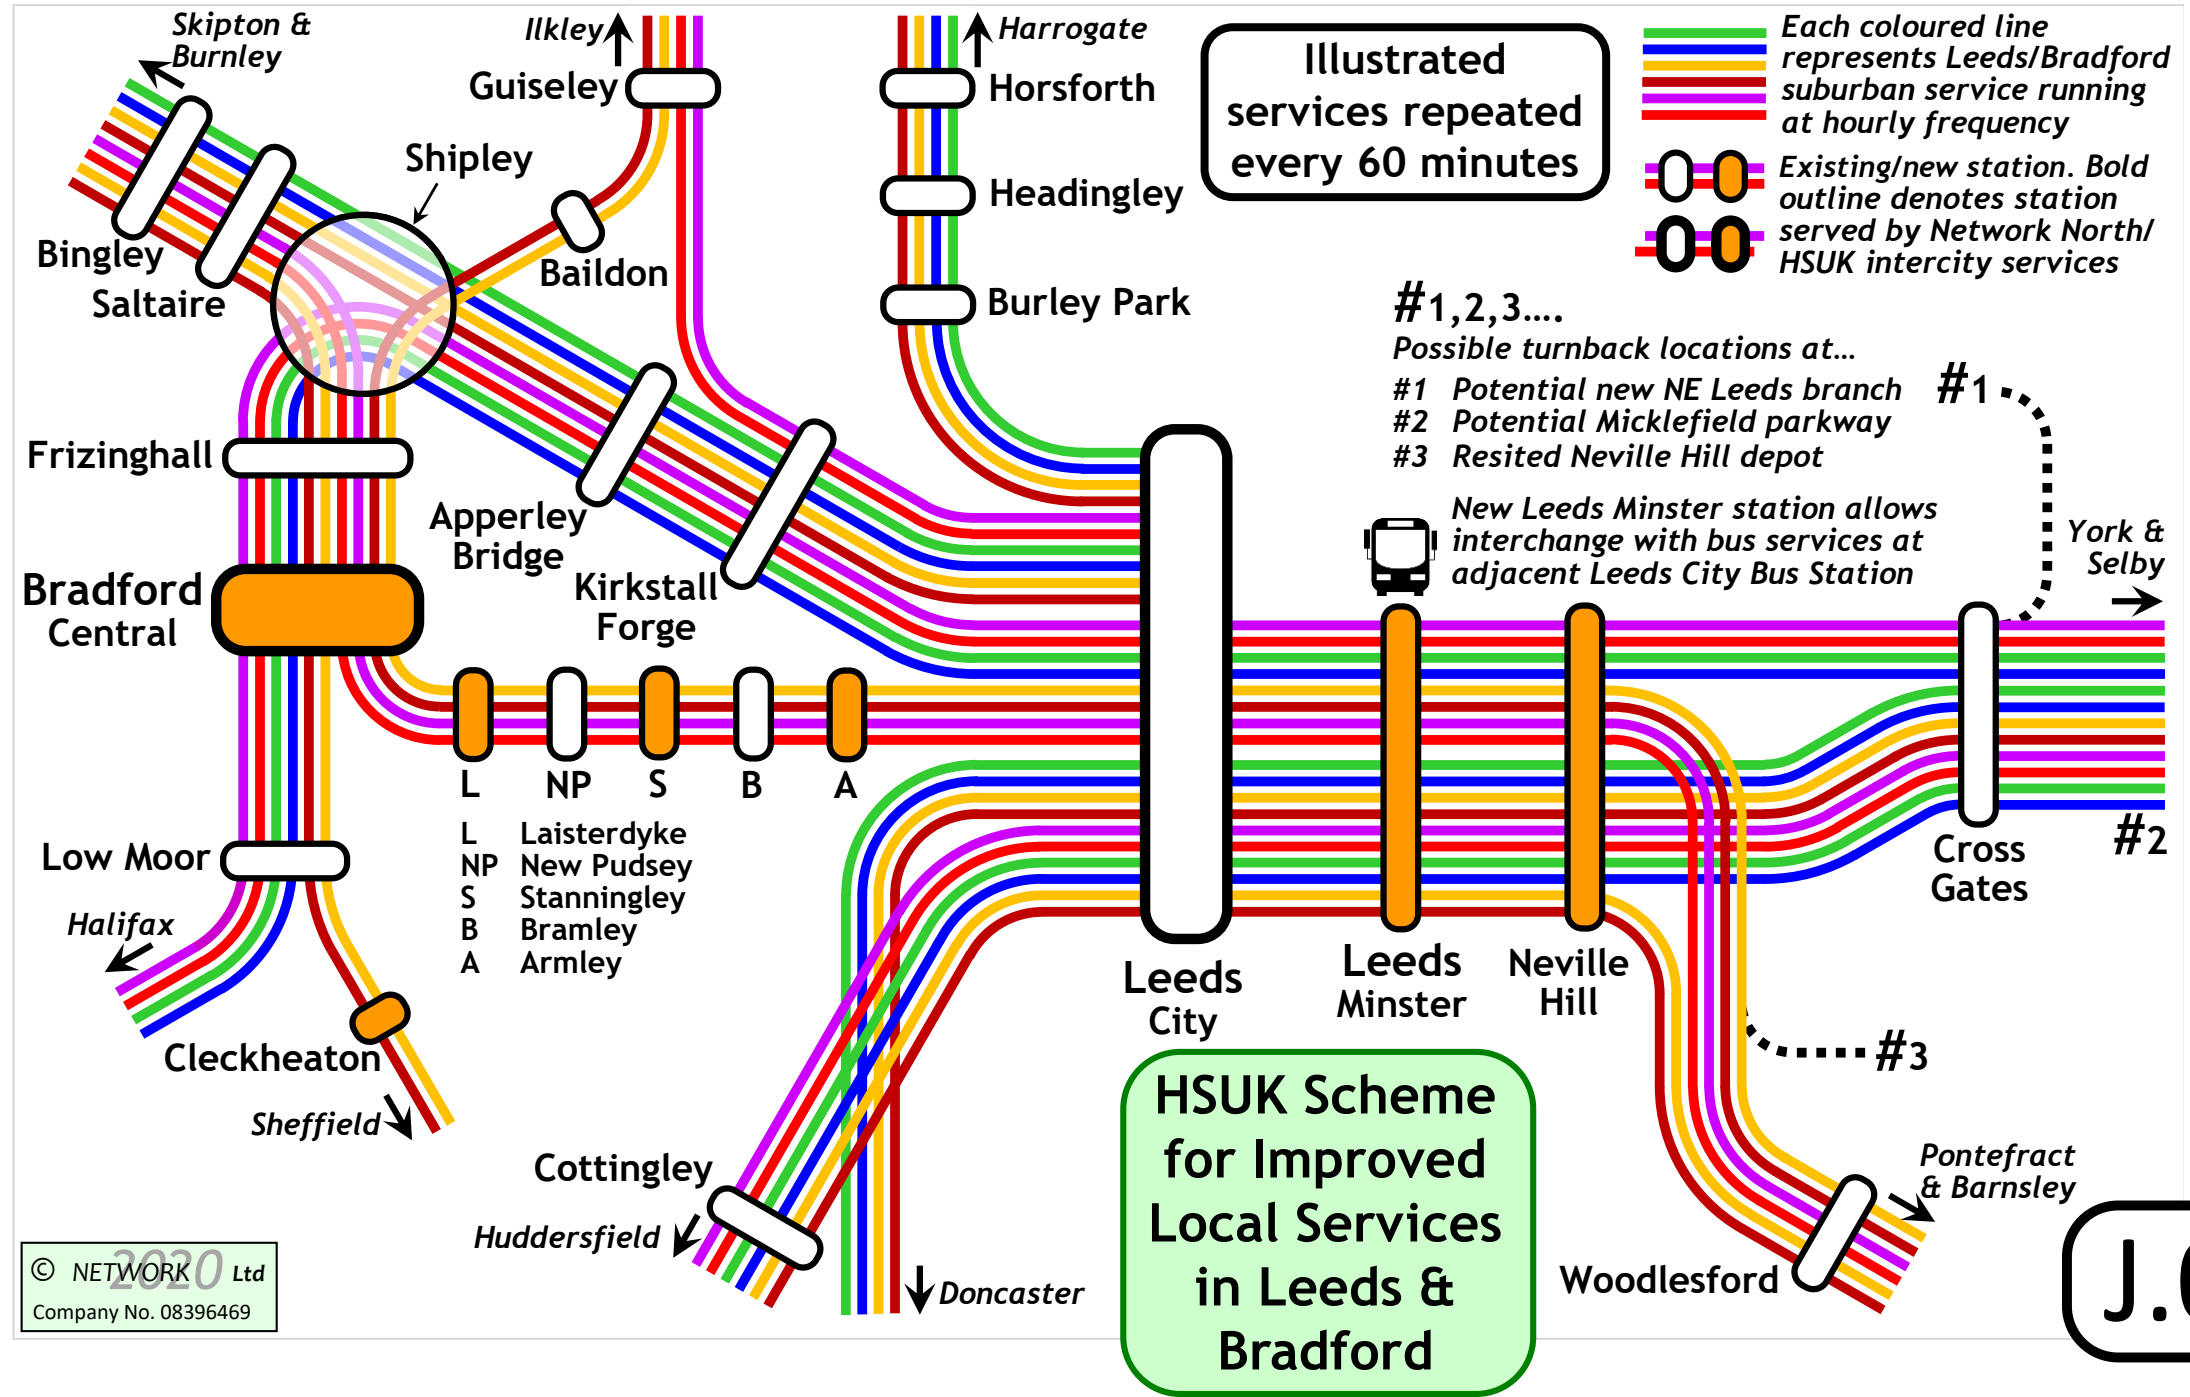 Skipton &
Burnley
Ilkley
Harrogate
Guiseley
Horsforth
Illustrated
services repeated
every 60 minutes
Each coloured line
represents Leeds/Bradford
suburban service running
at hourly frequency
Existing/new station. Bold
outline denotes station
served by Network North/
HSUK intercity services
Shipley
Headingley
Bingley
Saltaire
Baildon
Burley Park
#1,2,3....
Possible turnback locations at...
#1 Potential new NE Leeds branch
#2 Potential Micklefield parkway
#3 Resited Neville Hill depot
#1
New Leeds Minster station allows
interchange with bus services at
adjacent Leeds City Bus Station
York &
Selby
Frizinghall
Apperley
Bridge
Kirkstall
Forge
Bradford
Central
L NP S B A
L Laisterdyke
NP New Pudsey
S Stanningley
B Bramley
A Armley
Low Moor
Halifax
Cleckheaton
Sheffield
#2
Cross
Gates
Leeds
City
Leeds
Minster
Neville
Hill
#3
Cottingley
Huddersfield
Doncaster
HSUK Scheme
for Improved
Local Services
in Leeds &
Bradford
Pontefract
& Barnsley
Woodlesford
© NETWORK 2020 Ltd
Company No. 08396469